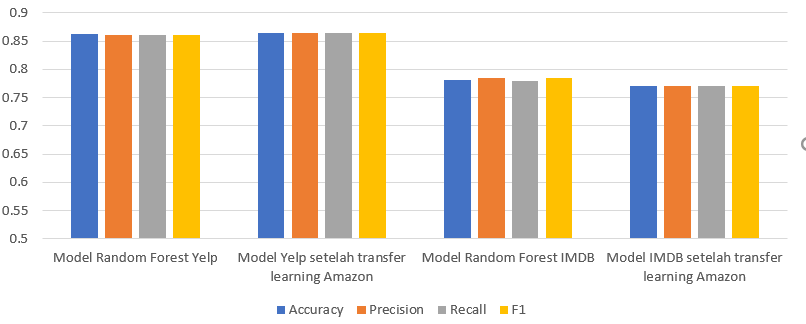 0.9
0.85
0.8
0.75
0.7
0.65
0.6
0.55
0.5
Model Random Forest Yelp
Model Yelp setelah transfer
learning Amazon
Model Random Forest IMDB
Model IMDB setelah transfer
learning Amazon
Accuracy Precision Recall F1